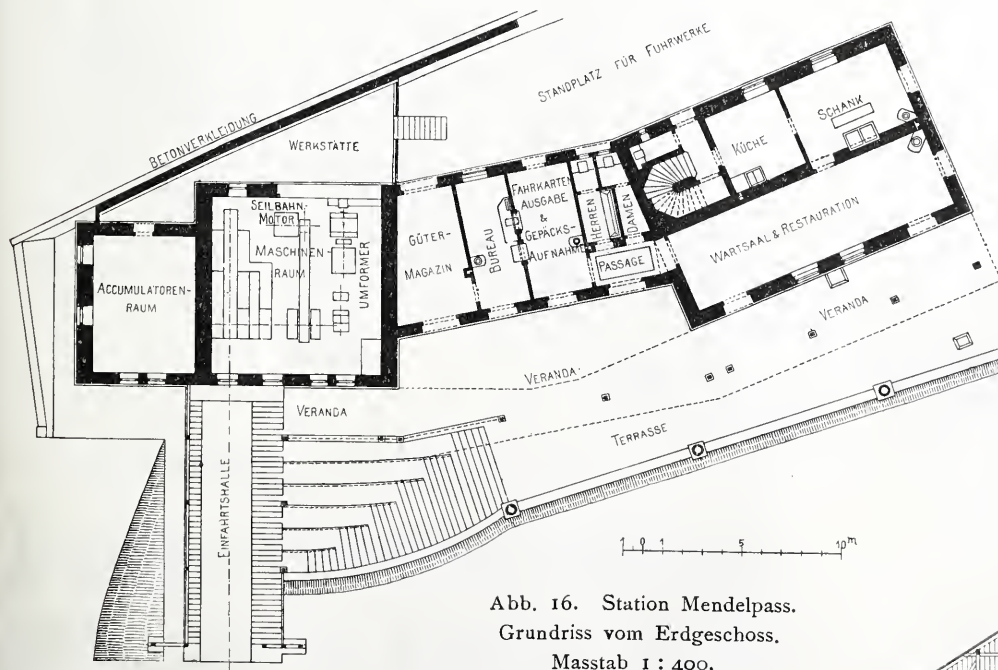 STANDPLATZ FÜR FUHRWERKE
BETONVERKLEIDUNG
WERKSTÄTTE
SCHANK
KÜCHE
SEILBAHN-
MOTOR
MASCHINEN-
RAUM
UMFORMER
ACCUMULATOREN-
RAUM
GÜTER-
MAGAZIN
BUREAU
FAHRKARTEN
AUSGABE
&
GEPÄCKS-
AUFNAHME
HERREN
DAMEN
PASSAGE
WARTSAAL & RESTAURATION
VERANDA
VERANDA
VERANDA
TERRASSE
EINFAHRTSHALLE
1 0 1 5 10m
Abb. 16. Station Mendelpass.
Grundriss vom Erdgeschoss.
Masstab 1 : 400.